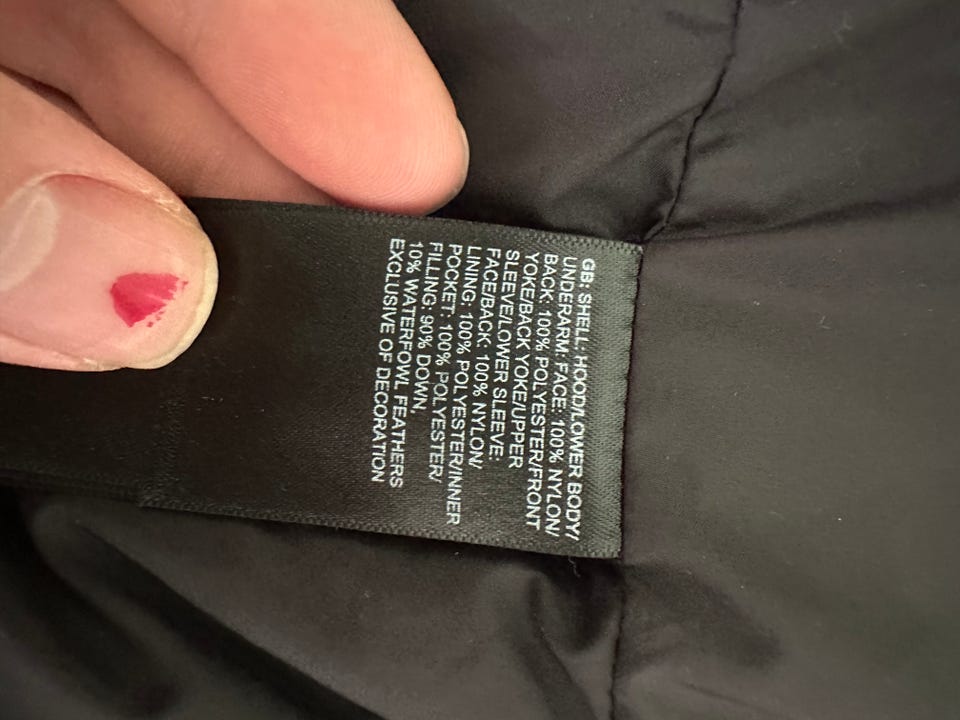 GB: SHELL: HOOD/LOWER BODY/
UNDERARM: FACE: 100% NYLON/
BACK: 100% POLYESTER/FRONT
YOKE/BACK YOKE/UPPER
SLEEVE/LOWER SLEEVE:
FACE/BACK: 100% NYLON/
LINING: 100% POLYESTER/INNER
POCKET: 100% POLYESTER/
FILLING: 90% DOWN,
10% WATERFOWL FEATHERS
EXCLUSIVE OF DECORATION